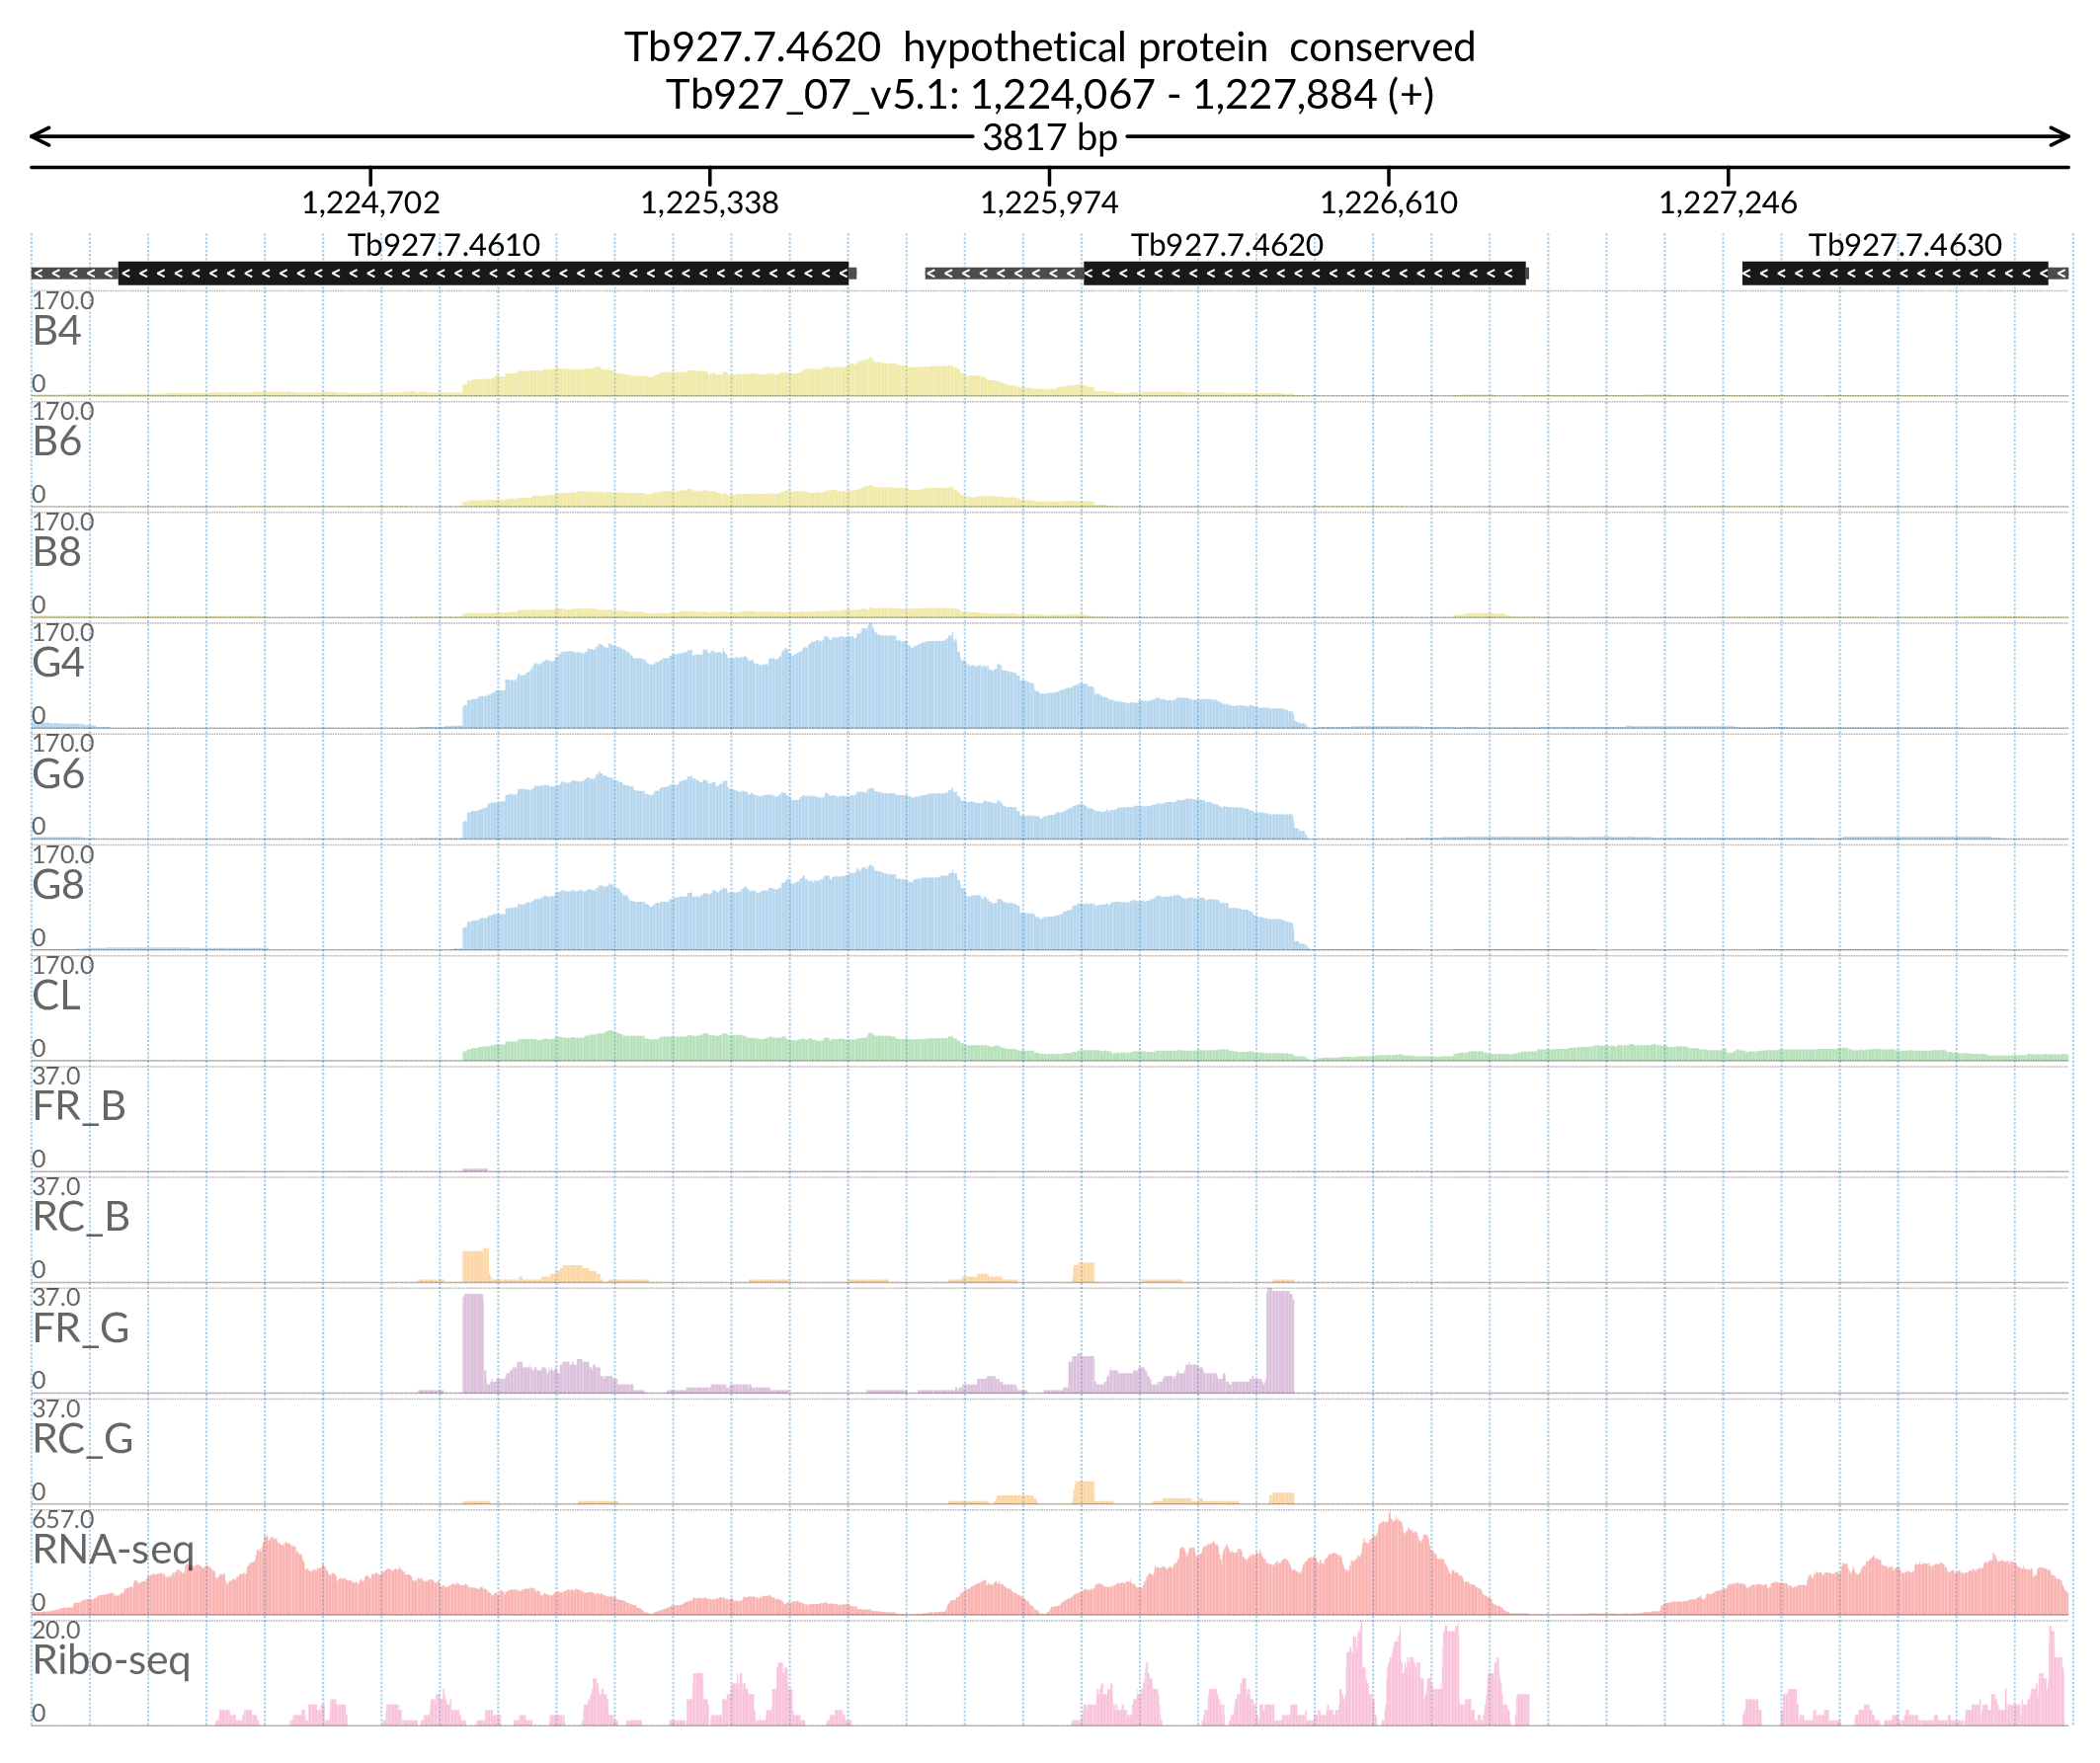 Tb927.7.4620 hypothetical protein conserved
Tb927_07_v5.1: 1,224,067 - 1,227,884 (+)
3817 bp
1,224,702 1,225,338 1,225,974 1,226,610 1,227,246
Tb927.7.4610 Tb927.7.4620 Tb927.7.4630
170.0
B4
0
170.0
B6
0
170.0
B8
0
170.0
G4
0
170.0
G6
0
170.0
G8
0
170.0
CL
0
37.0
FR_B
0
37.0
RC_B
0
37.0
FR_G
0
37.0
RC_G
0
657.0
RNA-seq
0
20.0
Ribo-seq
0